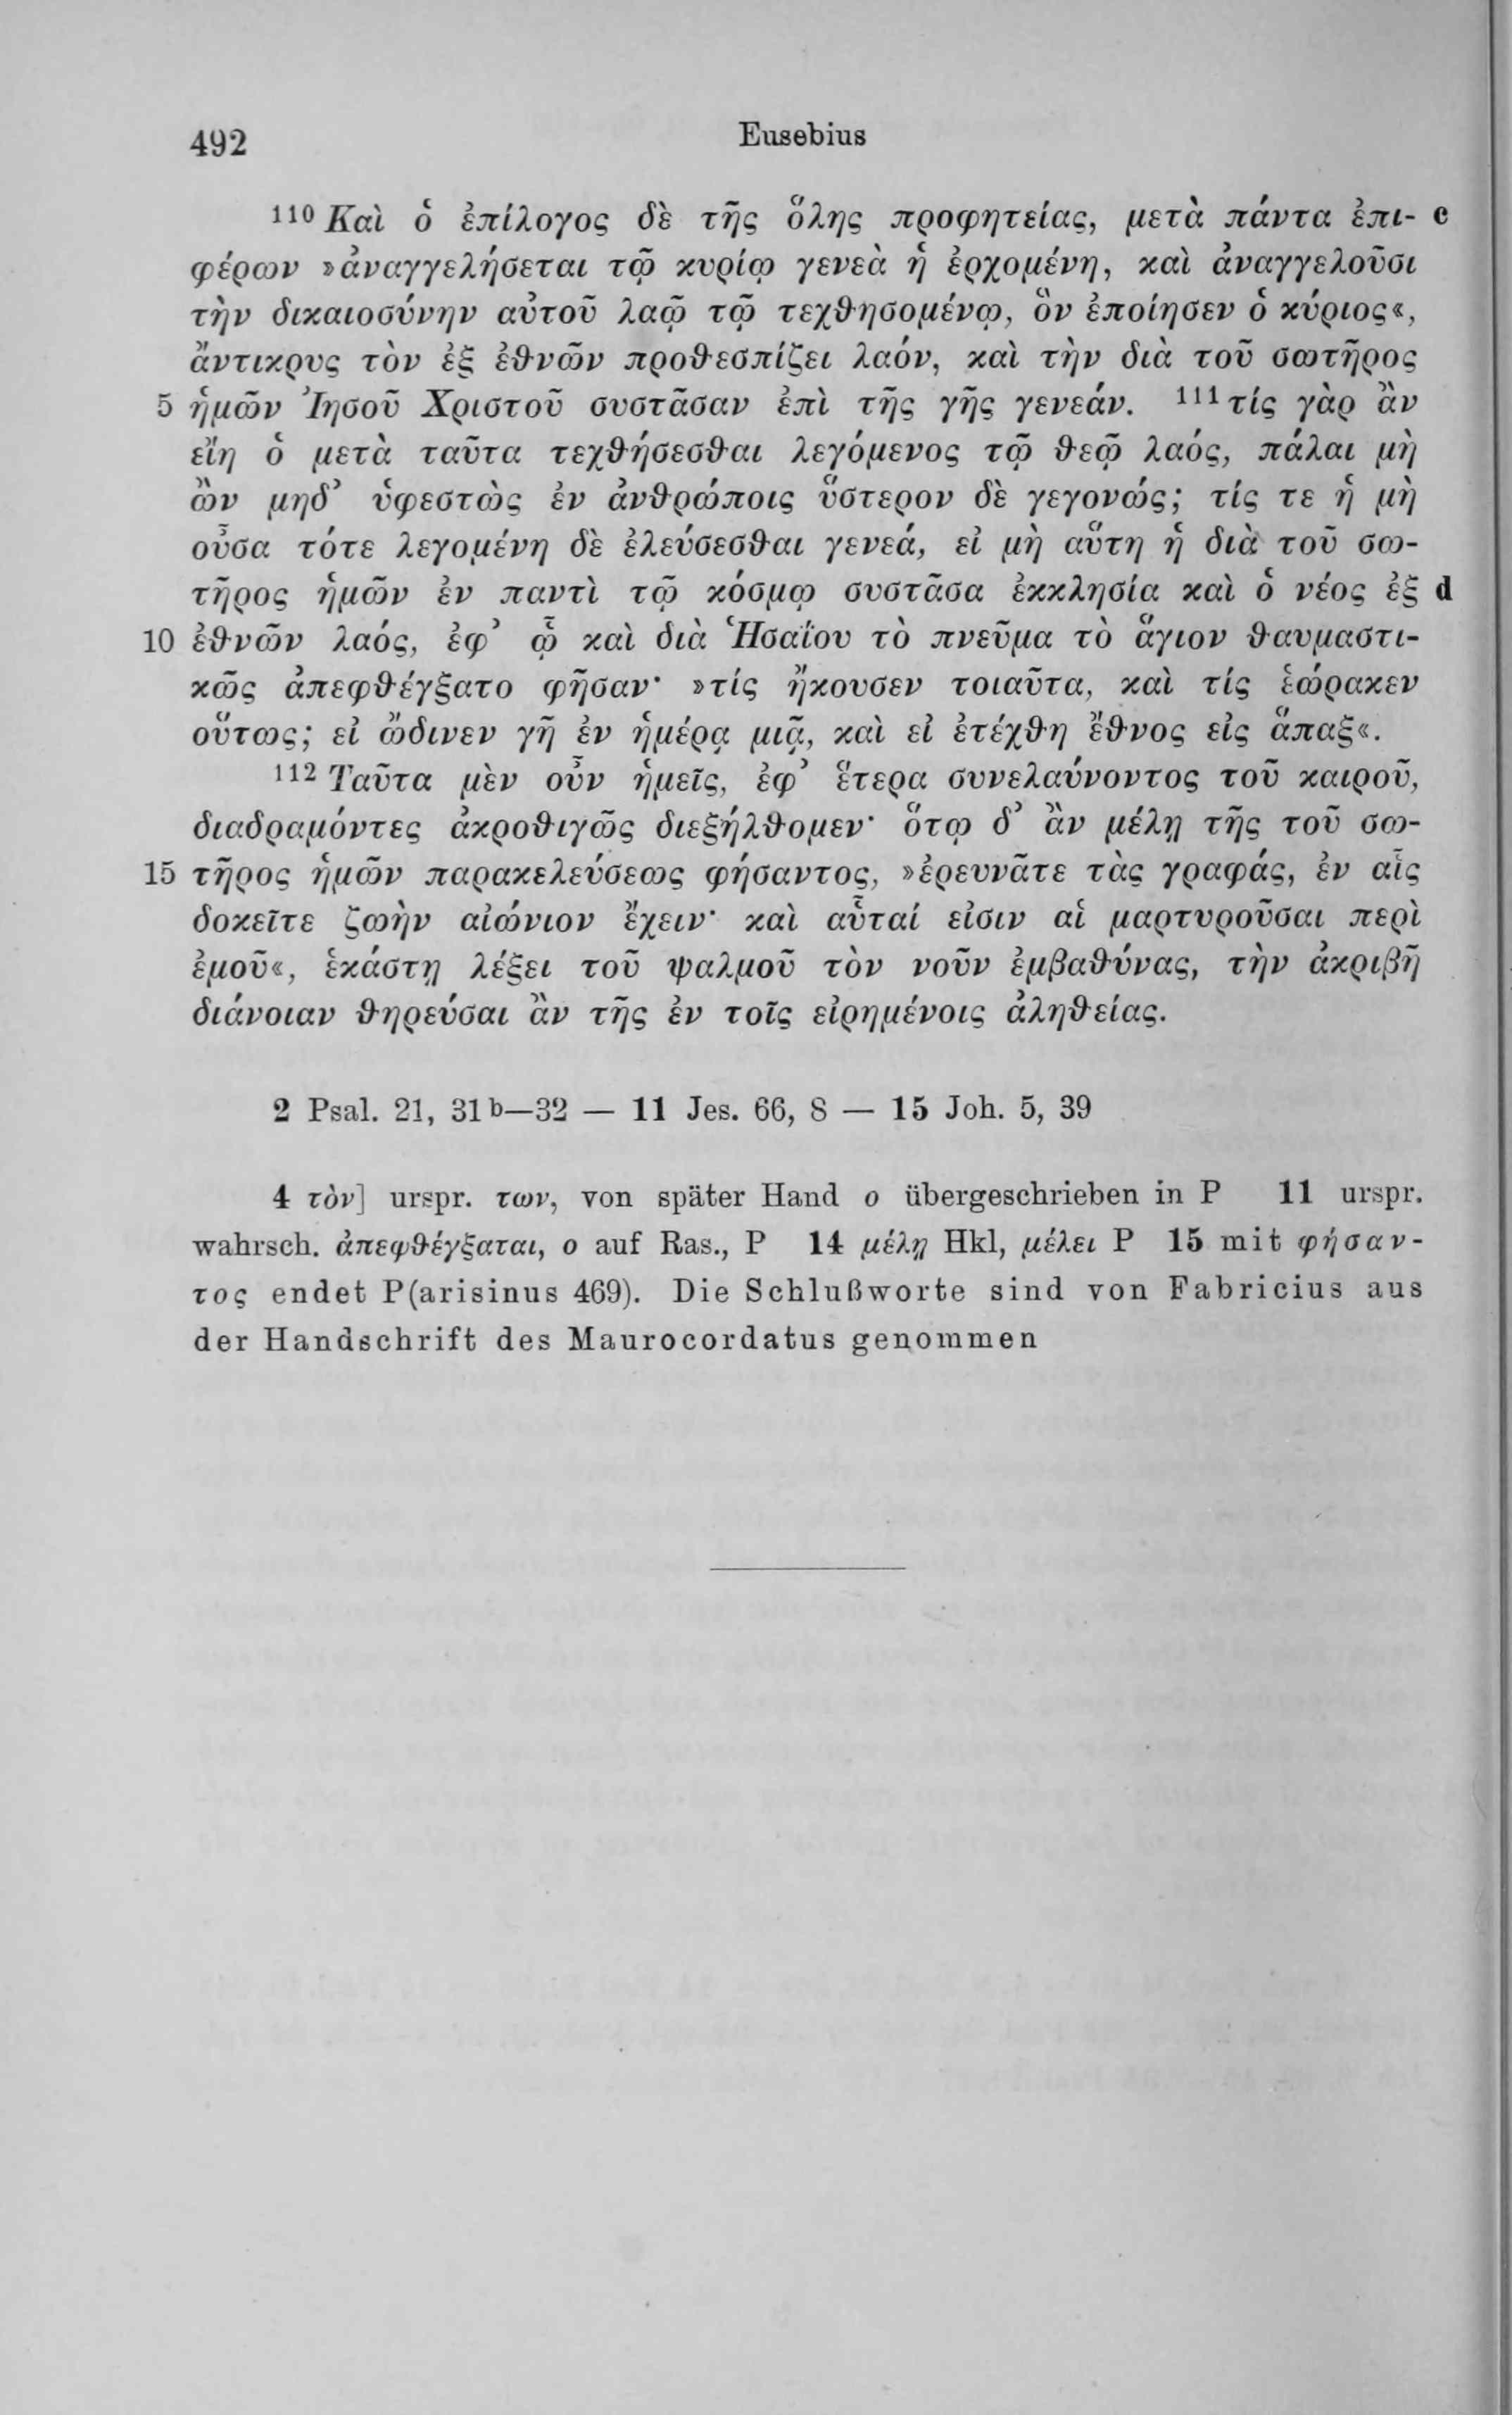 492 Eusebius
¹¹⁰ Καὶ ὁ ἐπίλογος δὲ τῆς ὅλης προφητείας, μετὰ πάντα ἐπι- c
φέρων »ἀναγγελήσεται τῷ κυρίῳ γενεὰ ἡ ἐρχομένη, καὶ ἀναγγελοῦσι
τὴν δικαιοσύνην αὐτοῦ λαῷ τῷ τεχθησομένῳ, ὃν ἐποίησεν ὁ κύριος«,
ἄντικρυς τὸν ἐξ ἐθνῶν προθεσπίζει λαόν, καὶ τὴν διὰ τοῦ σωτῆρος
5 ἡμῶν Ἰησοῦ Χριστοῦ συστᾶσαν ἐπὶ τῆς γῆς γενεάν. ¹¹¹ τίς γὰρ ἂν
εἴη ὁ μετὰ ταῦτα τεχθήσεσθαι λεγόμενος τῷ θεῷ λαός, πάλαι μὴ
ὢν μηδ’ ὑφεστὼς ἐν ἀνθρώποις ὕστερον δὲ γεγονώς; τίς τε ἡ μὴ
οὖσα τότε λεγομένη δὲ ἐλεύσεσθαι γενεά, εἰ μὴ αὕτη ἡ διὰ τοῦ σω-
τῆρος ἡμῶν ἐν παντὶ τῷ κόσμῳ συστᾶσα ἐκκλησία καὶ ὁ νέος ἐξ d
10 ἐθνῶν λαός, ἐφ’ ᾧ καὶ διὰ Ἡσαΐου τὸ πνεῦμα τὸ ἅγιον θαυμαστι-
κῶς ἀπεφθέγξατο φῆσαν· »τίς ἤκουσεν τοιαῦτα, καὶ τίς ἑώρακεν
οὕτως; εἰ ὤδινεν γῆ ἐν ἡμέρᾳ μιᾷ, καὶ εἰ ἐτέχθη ἔθνος εἰς ἅπαξ«.
¹¹² Ταῦτα μὲν οὖν ἡμεῖς, ἐφ’ ἕτερα συνελαύνοντος τοῦ καιροῦ,
διαδραμόντες ἀκροθιγῶς διεξήλθομεν· ὅτῳ δ’ ἂν μέλῃ τῆς τοῦ σω-
15 τῆρος ἡμῶν παρακελεύσεως φήσαντος, »ἐρευνᾶτε τὰς γραφάς, ἐν αἷς
δοκεῖτε ζωὴν αἰώνιον ἔχειν· καὶ αὗταί εἰσιν αἱ μαρτυροῦσαι περὶ
ἐμοῦ«, ἑκάστῃ λέξει τοῦ ψαλμοῦ τὸν νοῦν ἐμβαθύνας, τὴν ἀκριβῆ
διάνοιαν θηρεύσαι ἂν τῆς ἐν τοῖς εἰρημένοις ἀληθείας.
2 Psal. 21, 31 b—32 — 11 Jes. 66, 8 — 15 Joh. 5, 39
4 τὸν] urspr. των, von später Hand o übergeschrieben in P 11 urspr.
wahrsch. ἀπεφθέγξαται, o auf Ras., P 14 μέλῃ Hkl, μέλει P 15 mit φήσαν-
τος endet P(arisinus 469). Die Schlußworte sind von Fabricius aus
der Handschrift des Maurocordatus genommen